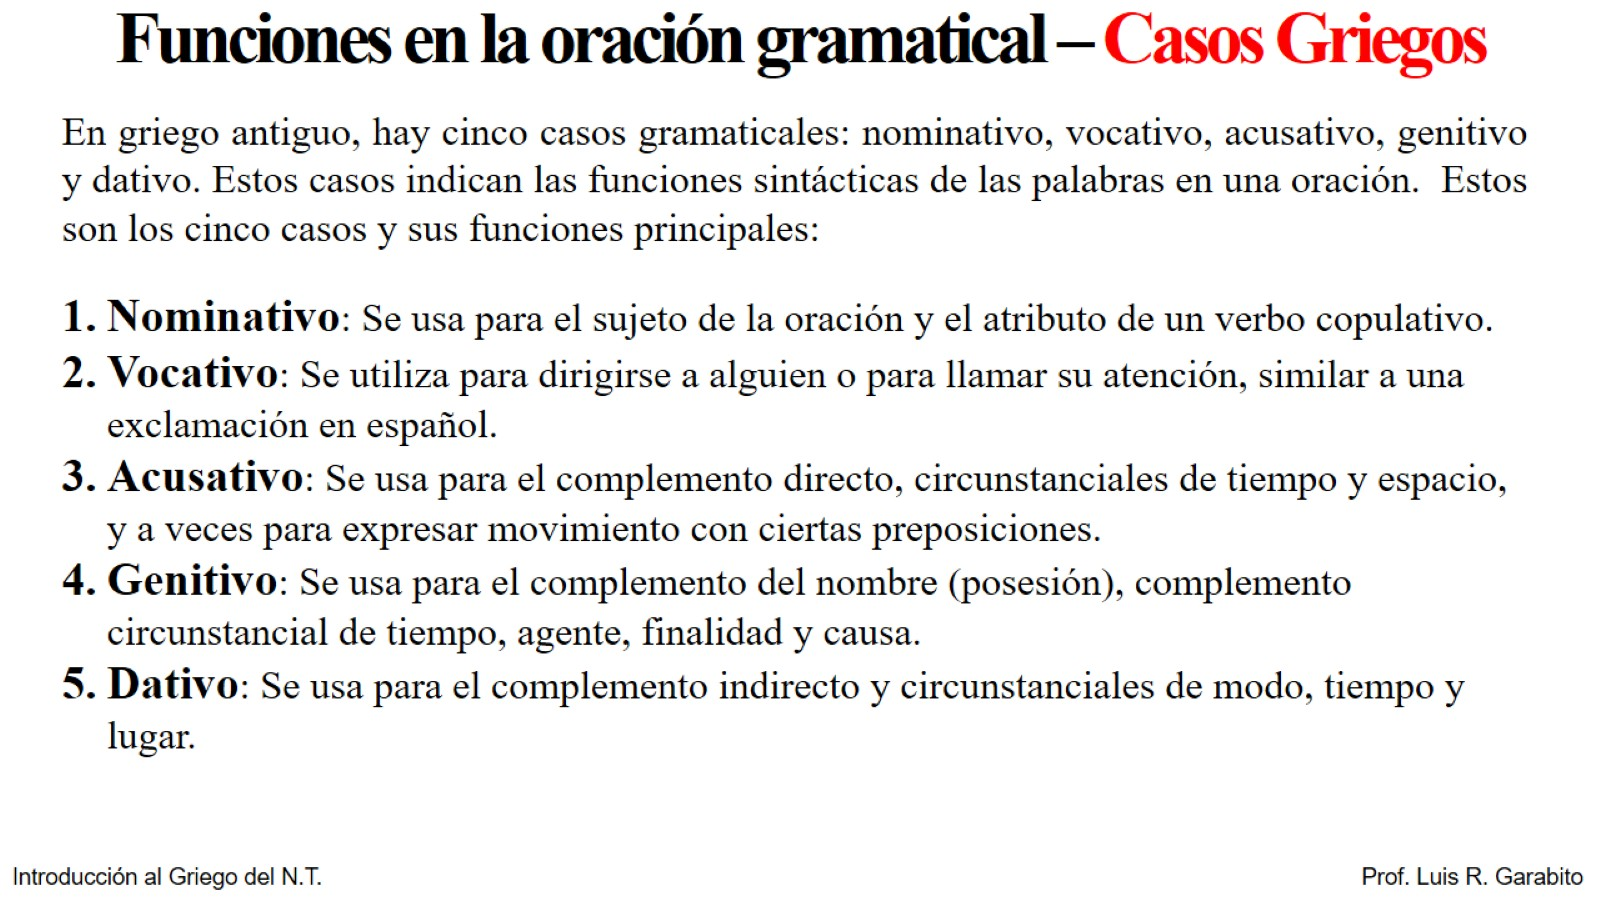 Funciones en la oración gramatical – Casos Griegos
En griego antiguo, hay cinco casos gramaticales: nominativo, vocativo, acusativo, genitivo
y dativo. Estos casos indican las funciones sintácticas de las palabras en una oración.  Estos
son los cinco casos y sus funciones principales:
1. Nominativo: Se usa para el sujeto de la oración y el atributo de un verbo copulativo.
2. Vocativo: Se utiliza para dirigirse a alguien o para llamar su atención, similar a una
exclamación en español.
3. Acusativo: Se usa para el complemento directo, circunstanciales de tiempo y espacio,
y a veces para expresar movimiento con ciertas preposiciones.
4. Genitivo: Se usa para el complemento del nombre (posesión), complemento
circunstancial de tiempo, agente, finalidad y causa.
5. Dativo: Se usa para el complemento indirecto y circunstanciales de modo, tiempo y
lugar.
Introducción al Griego del N.T.
Prof. Luis R. Garabito